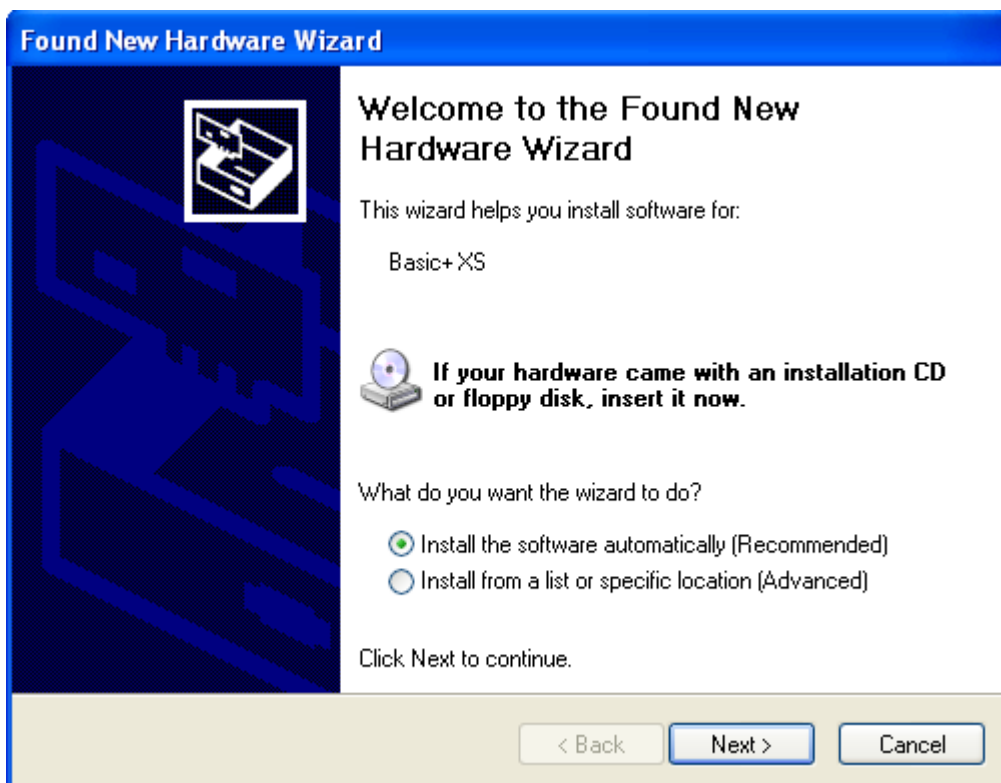 Found New Hardware Wizard
Welcome to the Found New
Hardware Wizard
This wizard helps you install software for:
Basic+ XS
If your hardware came with an installation CD
or floppy disk, insert it now.
What do you want the wizard to do?
Install the software automatically (Recommended)
Install from a list or specific location (Advanced)
Click Next to continue.
< Back
Next >
Cancel